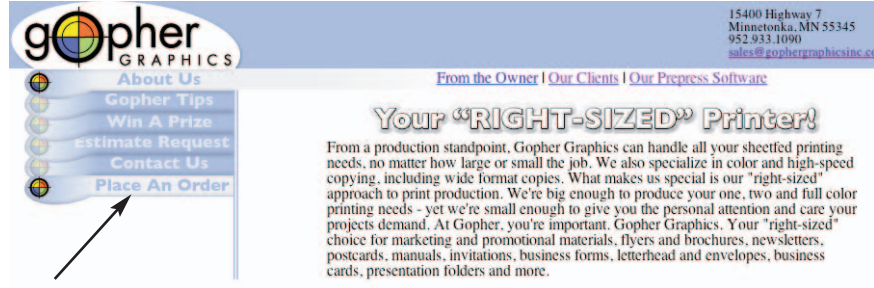 gopher
GRAPHICS
15400 Highway 7
Minnetonka, MN 55345
952.933.1090
sales@gophergraphicsinc.co
About Us
Gopher Tips
Win A Prize
Estimate Request
Contact Us
Place An Order
From the Owner | Our Clients | Our Prepress Software
Your “RIGHT-SIZED” Printer!
From a production standpoint, Gopher Graphics can handle all your sheetfed printing
needs, no matter how large or small the job. We also specialize in color and high-speed
copying, including wide format copies. What makes us special is our "right-sized"
approach to print production. We're big enough to produce your one, two and full color
printing needs - yet we're small enough to give you the personal attention and care your
projects demand. At Gopher, you're important. Gopher Graphics. Your "right-sized"
choice for marketing and promotional materials, flyers and brochures, newsletters,
postcards, manuals, invitations, business forms, letterhead and envelopes, business
cards, presentation folders and more.